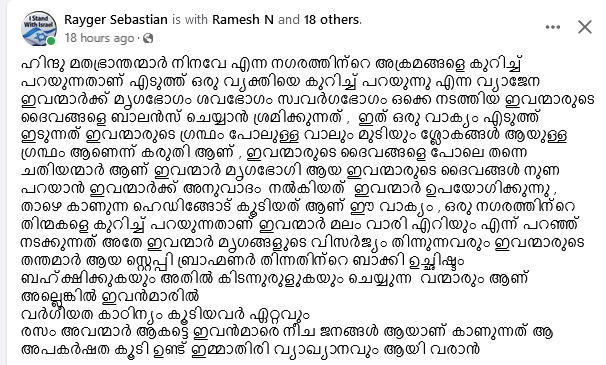 I Stand With Israel
Rayger Sebastian is with Ramesh N and 18 others.
18 hours ago ·
ഹിന്ദു മതഭ്രാന്തന്മാർ നിനവേ എന്ന നഗരത്തിന്റെ അക്രമങ്ങളെ കുറിച്ച്
പറയുന്നതാണ് എടുത്ത് ഒരു വ്യക്തിയെ കുറിച്ച് പറയുന്നു എന്ന വ്യാജേന
ഇവന്മാർക്ക് മൃഗഭോഗം ശവഭോഗം സ്വവർഗഭോഗം ഒക്കെ നടത്തിയ ഇവന്മാരുടെ
ദൈവങ്ങളെ ബാലൻസ് ചെയ്യാൻ ശ്രമിക്കുന്നത് , ഇത് ഒരു വാക്യം എടുത്ത്
ഇടുന്നത് ഇവന്മാരുടെ ഗ്രന്ഥം പോലുള്ള വാലും മുടിയും ശ്ലോകങ്ങൾ ആയുള്ള
ഗ്രന്ഥം ആണെന്ന് കരുതി ആണ് , ഇവന്മാരുടെ ദൈവങ്ങളെ പോലെ തന്നെ
ചതിയന്മാർ ആണ് ഇവന്മാർ മൃഗഭോഗി ആയ ഇവന്മാരുടെ ദൈവങ്ങൾ നുണ
പറയാൻ ഇവന്മാർക്ക് അനുവാദം നൽകിയത് ഇവന്മാർ ഉപയോഗിക്കുന്നു ,
താഴെ കാണുന്ന ഹെഡിങ്ങോട് കൂടിയത് ആണ് ഈ വാക്യം , ഒരു നഗരത്തിന്റെ
തിന്മകളെ കുറിച്ച് പറയുന്നതാണ് ഇവന്മാർ മലം വാരി എറിയും എന്ന് പറഞ്ഞ്
നടക്കുന്നത് അതേ ഇവന്മാർ മൃഗങ്ങളുടെ വിസർജ്യം തിന്നുന്നവരും ഇവന്മാരുടെ
തന്തമാർ ആയ സ്റ്റെപ്പി ബ്രാഹ്മണർ തിന്നതിന്റെ ബാക്കി ഉച്ഛിഷ്ടം
ബഹ്ക്ഷിക്കുകയും അതിൽ കിടന്നുരുളുകയും ചെയ്യുന്ന വന്മാരും ആണ്
അല്ലെങ്കിൽ ഇവൻമാരിൽ
വർഗീയത കാഠിന്യം കൂടിയവർ ഏറ്റവും
രസം അവന്മാർ ആകട്ടെ ഇവൻമാരെ നീച ജനങ്ങൾ ആയാണ് കാണുന്നത് ആ
അപകർഷത കൂടി ഉണ്ട് ഇമ്മാതിരി വ്യാഖ്യാനവും ആയി വരാൻ